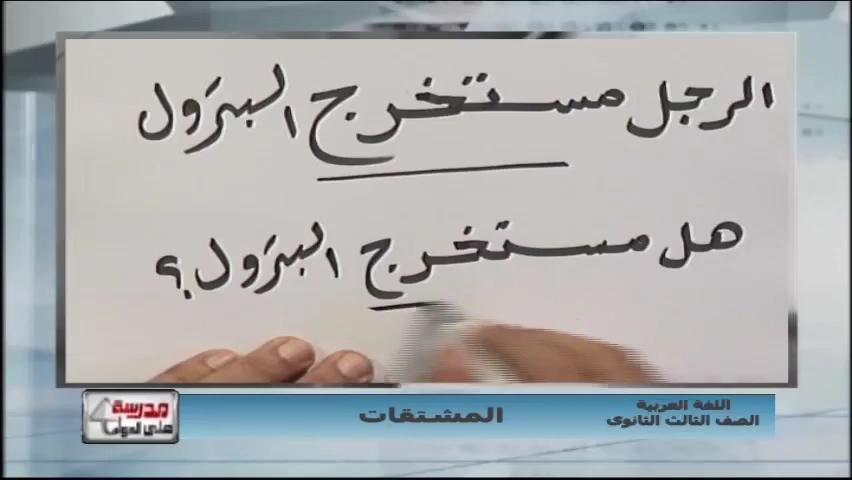 الرجل مستخرج البترول
هل مستخرج البترول؟
اللغة العربية
الصف الثالث الثانوى
المشتقات
مدرسة
على الهواء